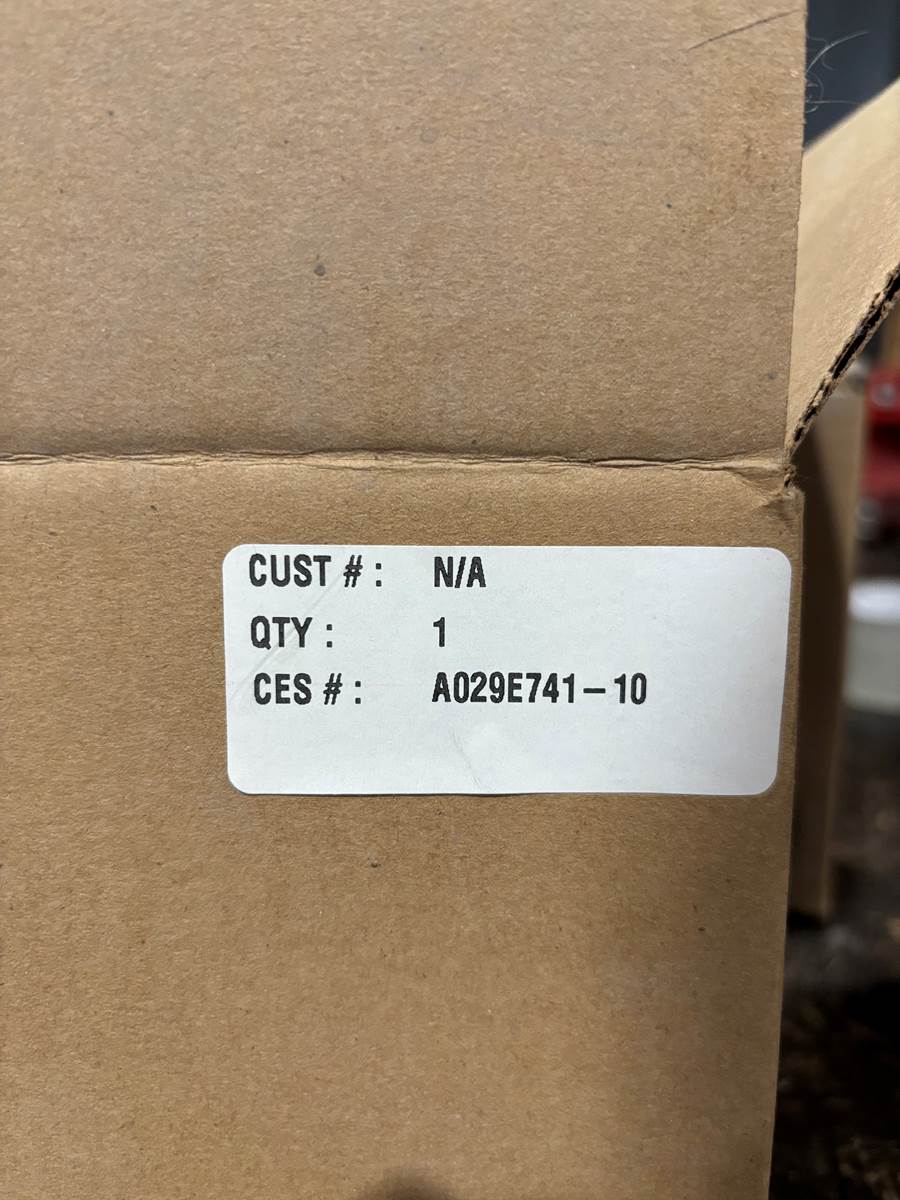 CUST #: N/A
QTY: 1
CES #: A029E741-10